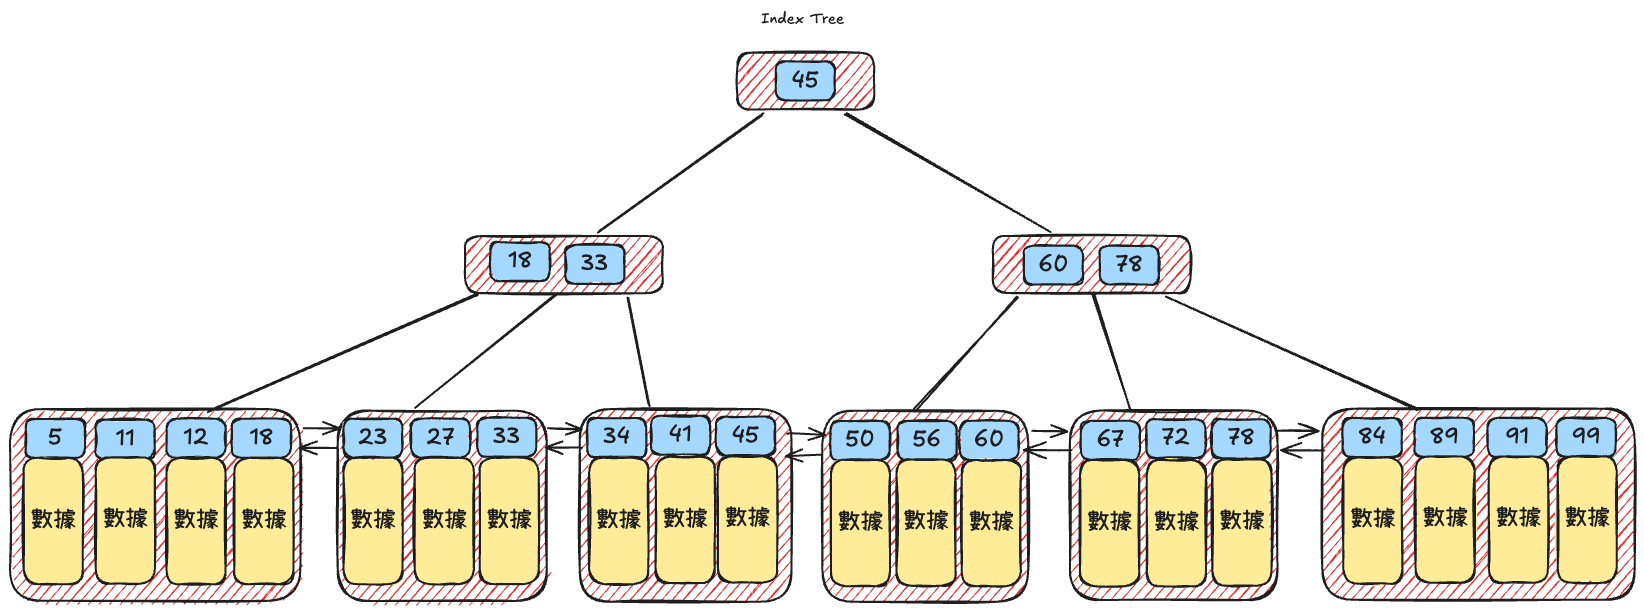 Index Tree
45
18 33
60 78
5 11 12 18
數據 數據 數據 數據
23 27 33
數據 數據 數據
34 41 45
數據 數據 數據
50 56 60
數據 數據 數據
67 72 78
數據 數據 數據
84 89 91 99
數據 數據 數據 數據